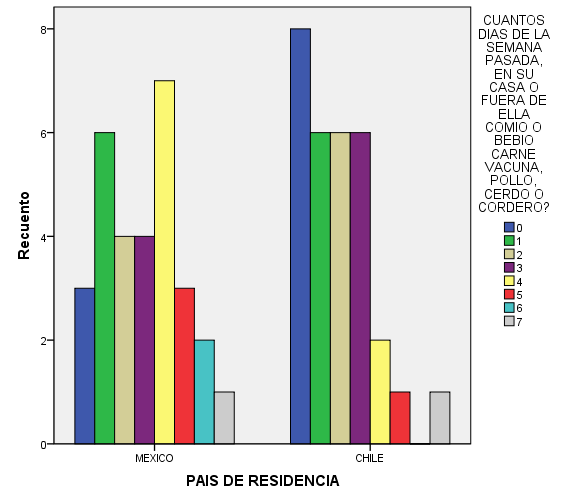 CUANTOS
DIAS DE LA
SEMANA
PASADA,
EN SU
CASA O
FUERA DE
ELLA
COMIO O
BEBIO
CARNE
VACUNA,
POLLO,
CERDO O
CORDERO?
0
1
2
3
4
5
6
7
Recuento
8
6
4
2
0
MEXICO
CHILE
PAIS DE RESIDENCIA